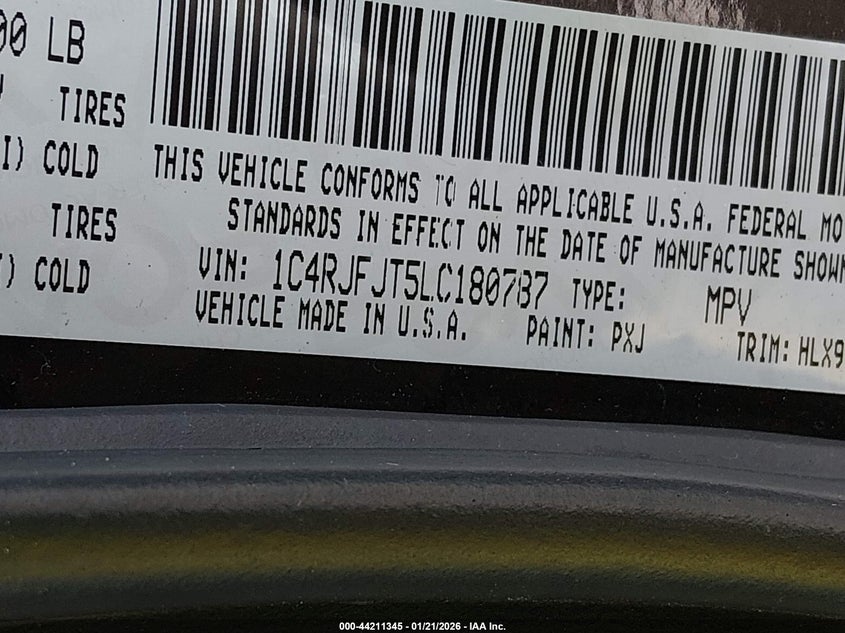 00 LB
TIRES
I) COLD
TIRES
) COLD
THIS VEHICLE CONFORMS TO ALL APPLICABLE U.S.A. FEDERAL MO
STANDARDS IN EFFECT ON THE DATE OF MANUFACTURE SHOWN
VIN: 1C4RJFJT5LC180787 TYPE: MPV
VEHICLE MADE IN U.S.A. PAINT: PXJ TRIM: HLX9
000-44211345 - 01/21/2026 - IAA Inc.